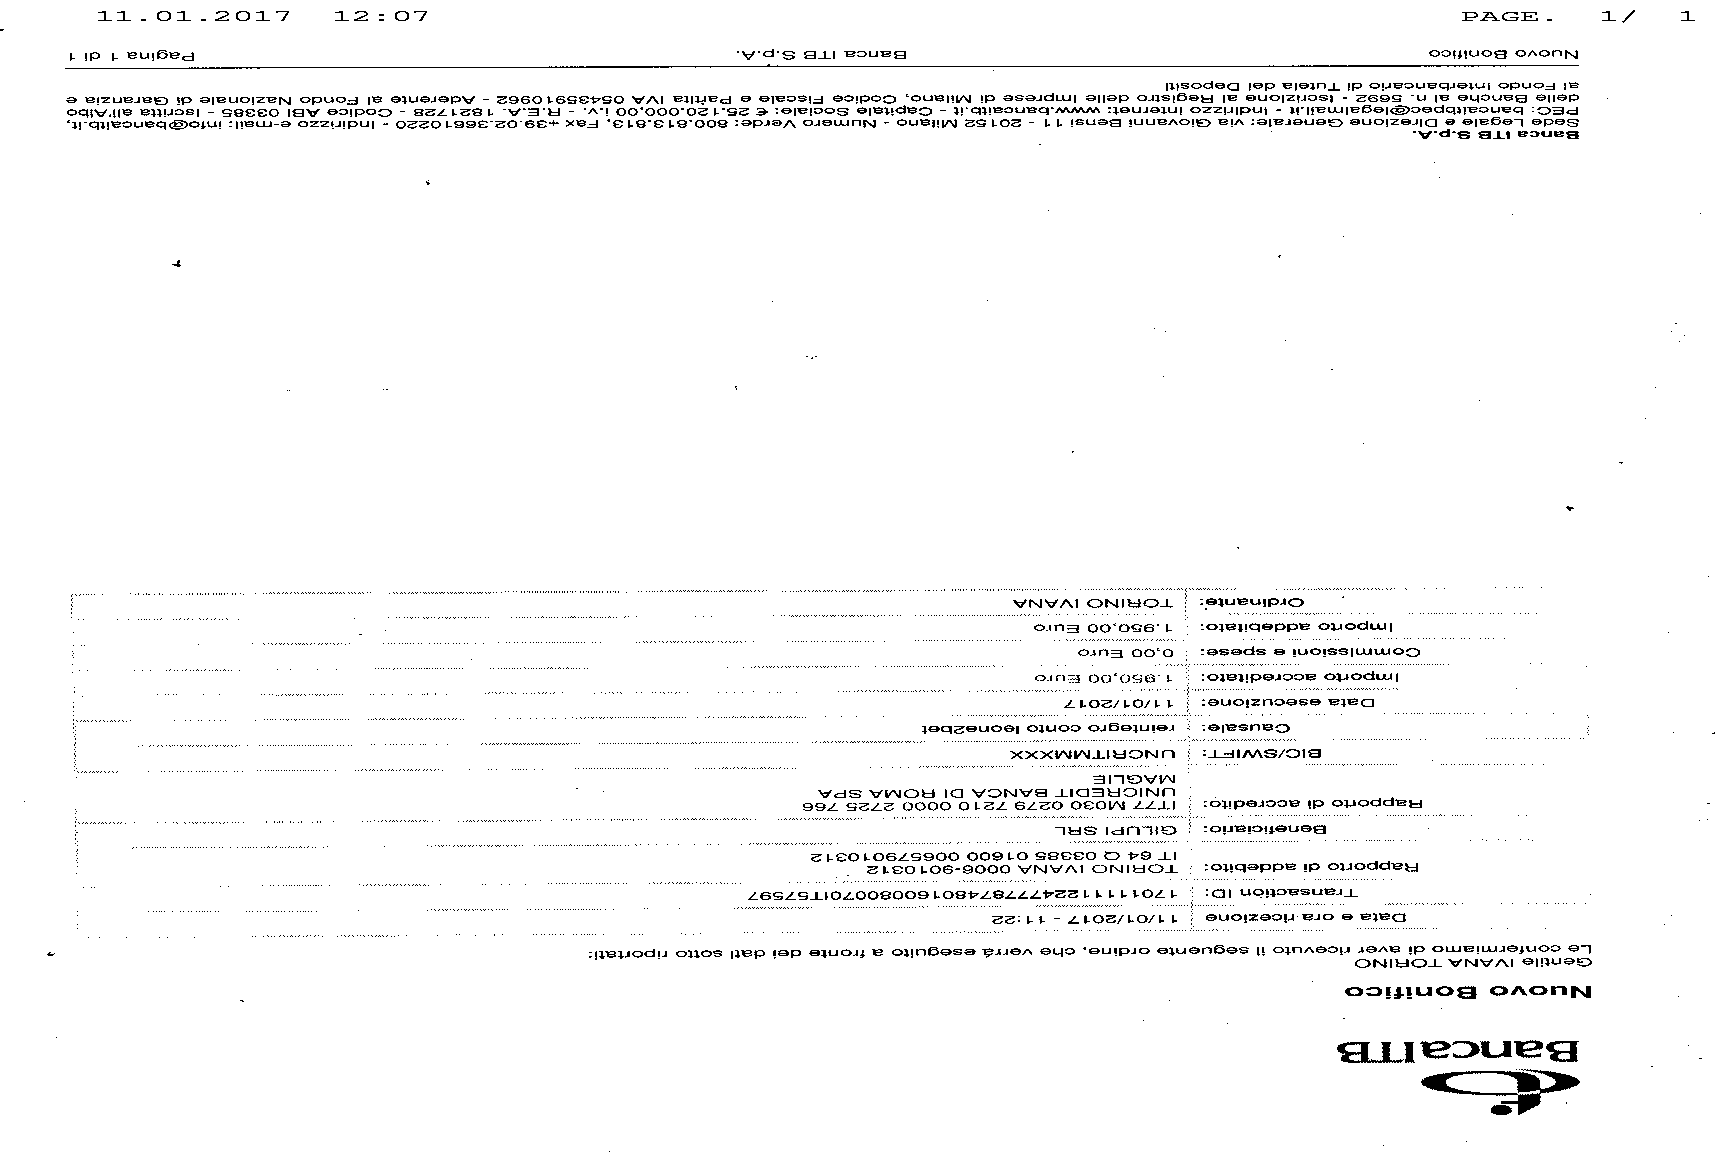 11.01.2017 12:07 PAGE. 1/ 1
BancaITB
Nuovo Bonifico
Gentile IVANA TORINO
Le confermiamo di aver ricevuto il seguente ordine, che verrà eseguito a fronte dei dati sotto riportati:
Data e ora ricezione 11/01/2017 - 11:22
Transaction ID: 1701111122477787480160080070IT57597
Rapporto di addebito: TORINO IVANA 0006-9010312
IT 64 Q 03385 01600 006579010312
Beneficiario: GILUPI SRL
Rapporto di accredito: IT77 M030 0279 7210 0000 2725 766
UNICREDIT BANCA DI ROMA SPA
MAGLIE
BIC/SWIFT: UNCRITMMXXX
Causale: reintegro conto leone2bet
Data esecuzione: 11/01/2017
Importo accreditato: 1.950,00 Euro
Commissioni e spese: 0,00 Euro
Importo addebitato: 1.950,00 Euro
Ordinante: TORINO IVANA
Banca ITB S.p.A.
Sede Legale e Direzione Generale: via Giovanni Bensi 11 - 20152 Milano - Numero Verde: 800.813.813, Fax +39.02.36610220 - Indirizzo e-mail: info@bancaitb.it,
PEC: bancaitbpec@legalmail.it - Indirizzo internet: www.bancaitb.it - Capitale Sociale: € 25.120.000,00 i.v. - R.E.A. 1821728 - Codice ABI 03385 - Iscritta all'Albo
delle Banche al n. 5692 - Iscrizione al Registro delle Imprese di Milano, Codice Fiscale e Partita IVA 05435910962 - Aderente al Fondo Nazionale di Garanzia e
al Fondo Interbancario di Tutela dei Depositi
Nuovo Bonifico Banca ITB S.p.A. Pagina 1 di 1